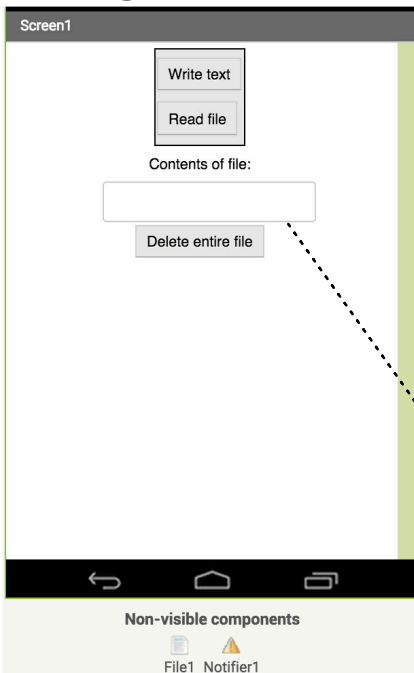 Screen1
Write text
Read file
Contents of file:
Delete entire file
Non-visible components
File1 Notifier1